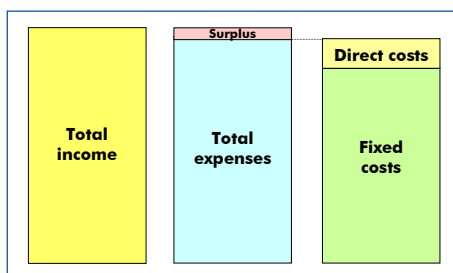 Total
income
Surplus
Total
expenses
Direct costs
Fixed
costs